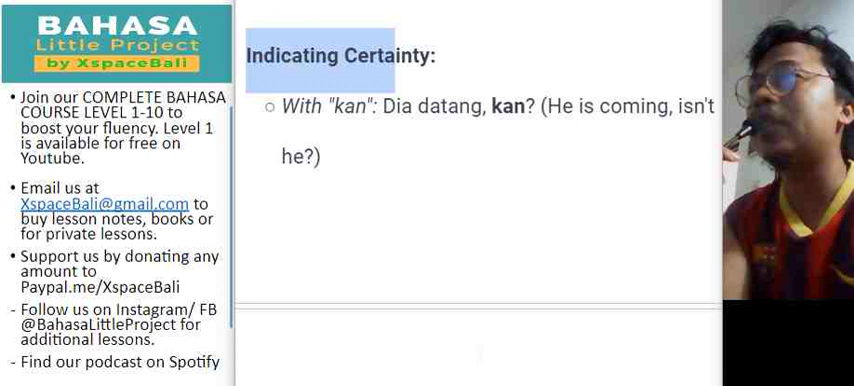 BAHASA
Little Project
by XspaceBali
• Join our COMPLETE BAHASA
COURSE LEVEL 1-10 to
boost your fluency. Level 1
is available for free on
Youtube.
• Email us at
XspaceBali@gmail.com to
buy lesson notes, books or
for private lessons.
• Support us by donating any
amount to
Paypal.me/XspaceBali
- Follow us on Instagram/ FB
@BahasaLittleProject for
additional lessons.
- Find our podcast on Spotify
Indicating Certainty:
○ With "kan": Dia datang, kan? (He is coming, isn't
he?)